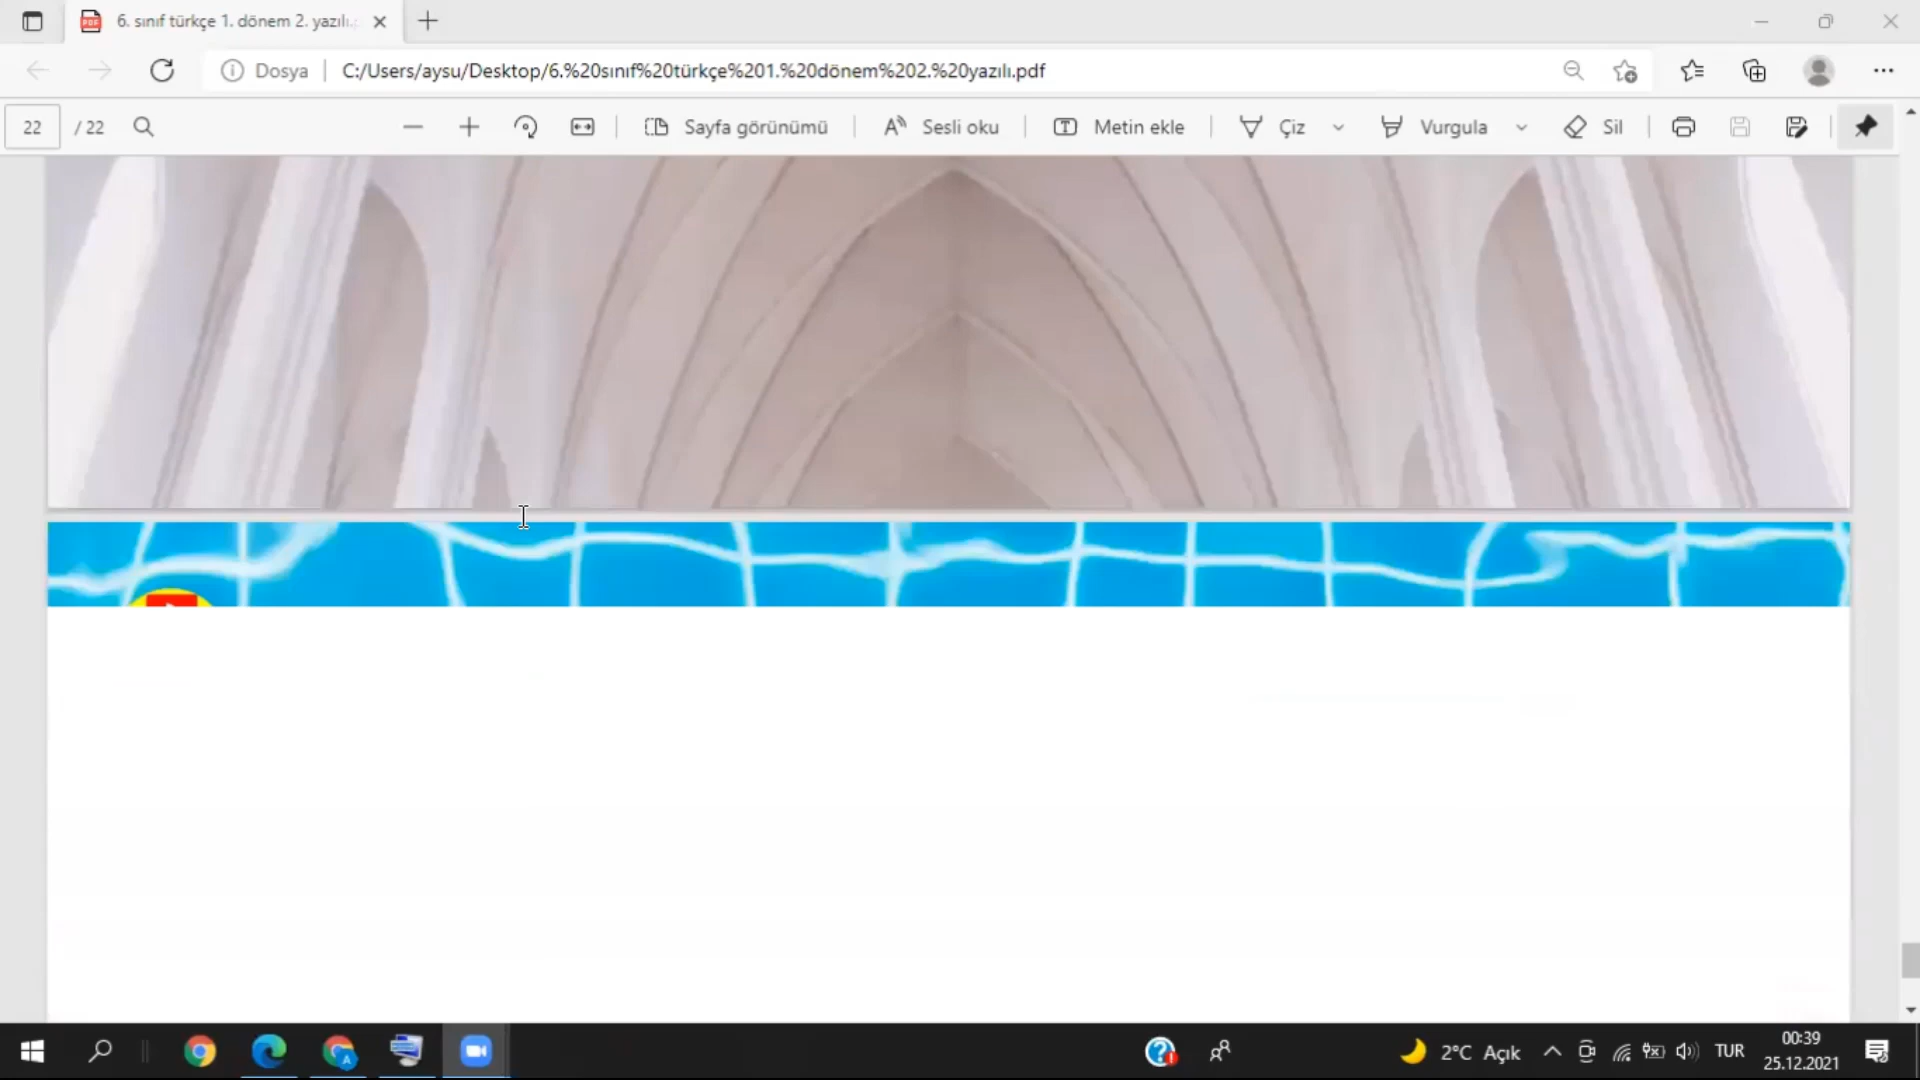 6. sınıf türkçe 1. dönem 2. yazılı.
Dosya C:/Users/aysu/Desktop/6.%20sınıf%20türkçe%201.%20dönem%202.%20yazılı.pdf
22 / 22 Sayfa görünümü Sesli oku Metin ekle Çiz Vurgula Sil
2°C Açık TUR 00:39
25.12.2021